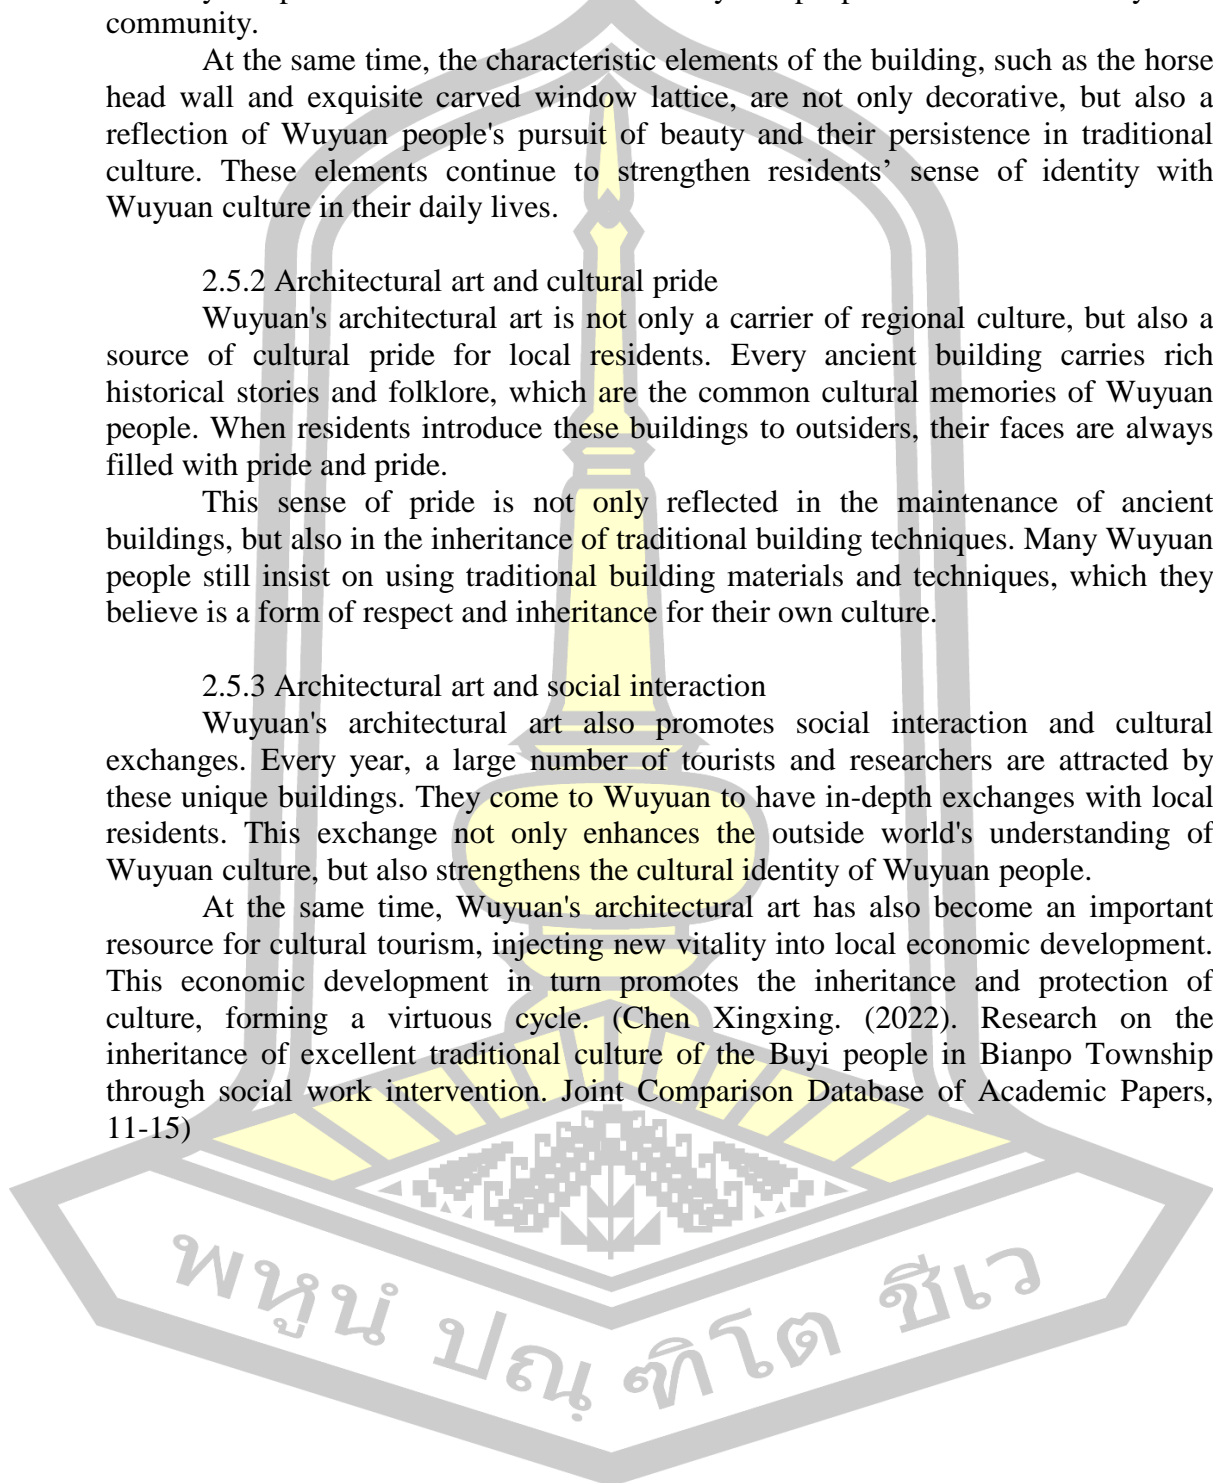 community.
At the same time, the characteristic elements of the building, such as the horse
head wall and exquisite carved window lattice, are not only decorative, but also a
reflection of Wuyuan people's pursuit of beauty and their persistence in traditional
culture. These elements continue to strengthen residents’ sense of identity with
Wuyuan culture in their daily lives.
2.5.2 Architectural art and cultural pride
Wuyuan's architectural art is not only a carrier of regional culture, but also a
source of cultural pride for local residents. Every ancient building carries rich
historical stories and folklore, which are the common cultural memories of Wuyuan
people. When residents introduce these buildings to outsiders, their faces are always
filled with pride and pride.
This sense of pride is not only reflected in the maintenance of ancient
buildings, but also in the inheritance of traditional building techniques. Many Wuyuan
people still insist on using traditional building materials and techniques, which they
believe is a form of respect and inheritance for their own culture.
2.5.3 Architectural art and social interaction
Wuyuan's architectural art also promotes social interaction and cultural
exchanges. Every year, a large number of tourists and researchers are attracted by
these unique buildings. They come to Wuyuan to have in-depth exchanges with local
residents. This exchange not only enhances the outside world's understanding of
Wuyuan culture, but also strengthens the cultural identity of Wuyuan people.
At the same time, Wuyuan's architectural art has also become an important
resource for cultural tourism, injecting new vitality into local economic development.
This economic development in turn promotes the inheritance and protection of
culture, forming a virtuous cycle. (Chen Xingxing. (2022). Research on the
inheritance of excellent traditional culture of the Buyi people in Bianpo Township
through social work intervention. Joint Comparison Database of Academic Papers,
11-15)
พหูนํ ปณฺฑิโต ชีเว